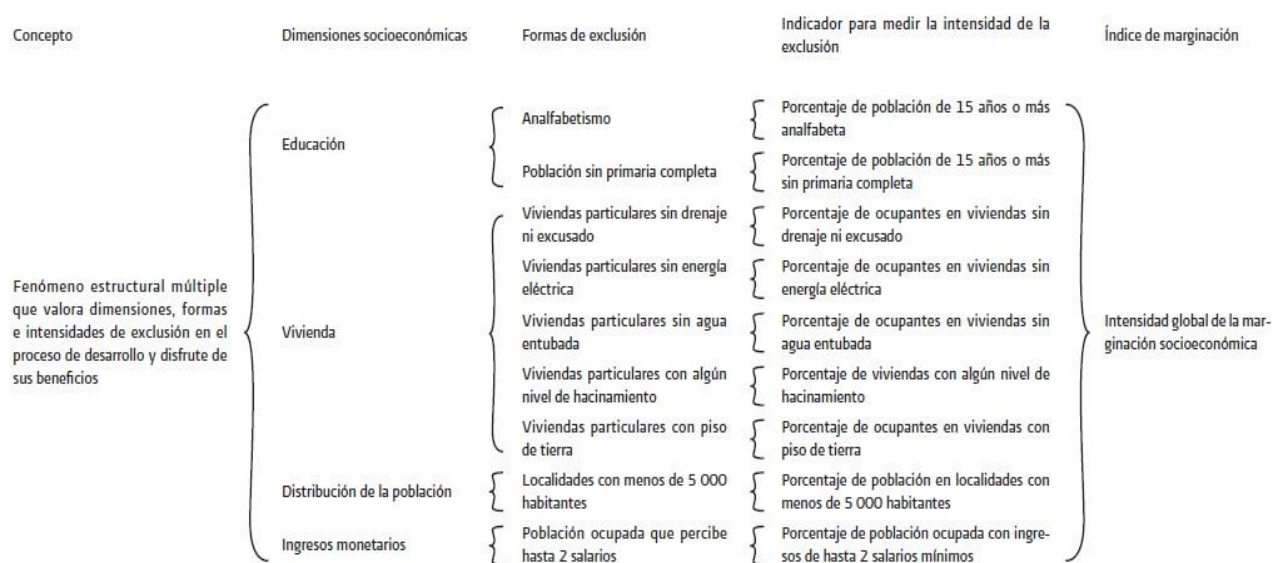 Concepto
Dimensiones socioeconómicas
Formas de exclusión
Indicador para medir la intensidad de la
exclusión
Índice de marginación
Fenómeno estructural múltiple
que valora dimensiones, formas
e intensidades de exclusión en el
proceso de desarrollo y disfrute de
sus beneficios
Educación
Analfabetismo
Porcentaje de población de 15 años o más
analfabeta
Población sin primaria completa
Porcentaje de población de 15 años o más
sin primaria completa
Vivienda
Viviendas particulares sin drenaje
ni excusado
Porcentaje de ocupantes en viviendas sin
drenaje ni excusado
Viviendas particulares sin energía
eléctrica
Porcentaje de ocupantes en viviendas sin
energía eléctrica
Viviendas particulares sin agua
entubada
Porcentaje de ocupantes en viviendas sin
agua entubada
Viviendas particulares con algún
nivel de hacinamiento
Porcentaje de viviendas con algún nivel de
hacinamiento
Viviendas particulares con piso
de tierra
Porcentaje de ocupantes en viviendas con
piso de tierra
Distribución de la población
Localidades con menos de 5 000
habitantes
Porcentaje de población en localidades con
menos de 5 000 habitantes
Ingresos monetarios
Población ocupada que percibe
hasta 2 salarios
Porcentaje de población ocupada con ingre-
sos de hasta 2 salarios mínimos
Intensidad global de la mar-
ginación socioeconómica